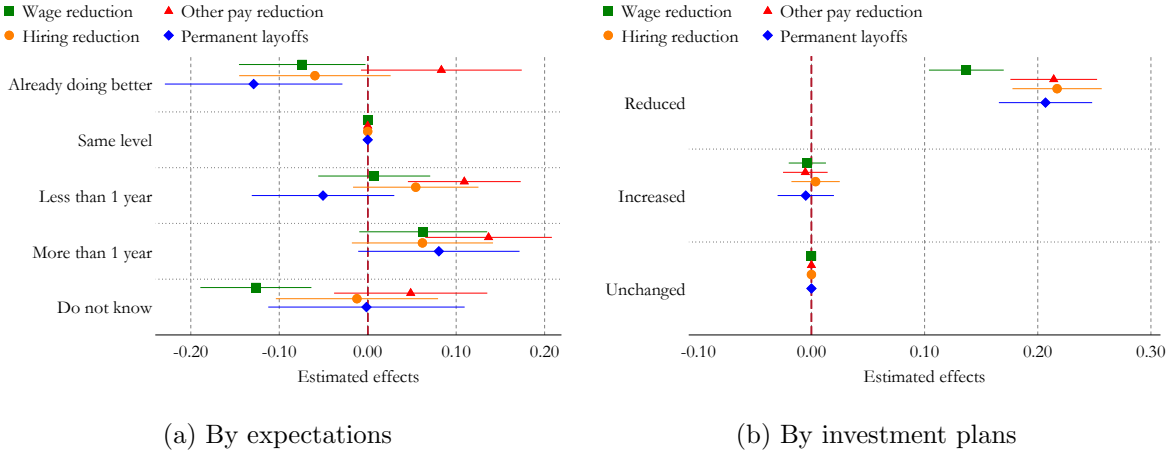 Wage reduction
Other pay reduction
Hiring reduction
Permanent layoffs
Already doing better
Same level
Less than 1 year
More than 1 year
Do not know
-0.20 -0.10 0.00 0.10 0.20
Estimated effects
(a) By expectations
Wage reduction
Other pay reduction
Hiring reduction
Permanent layoffs
Reduced
Increased
Unchanged
-0.10 0.00 0.10 0.20 0.30
Estimated effects
(b) By investment plans